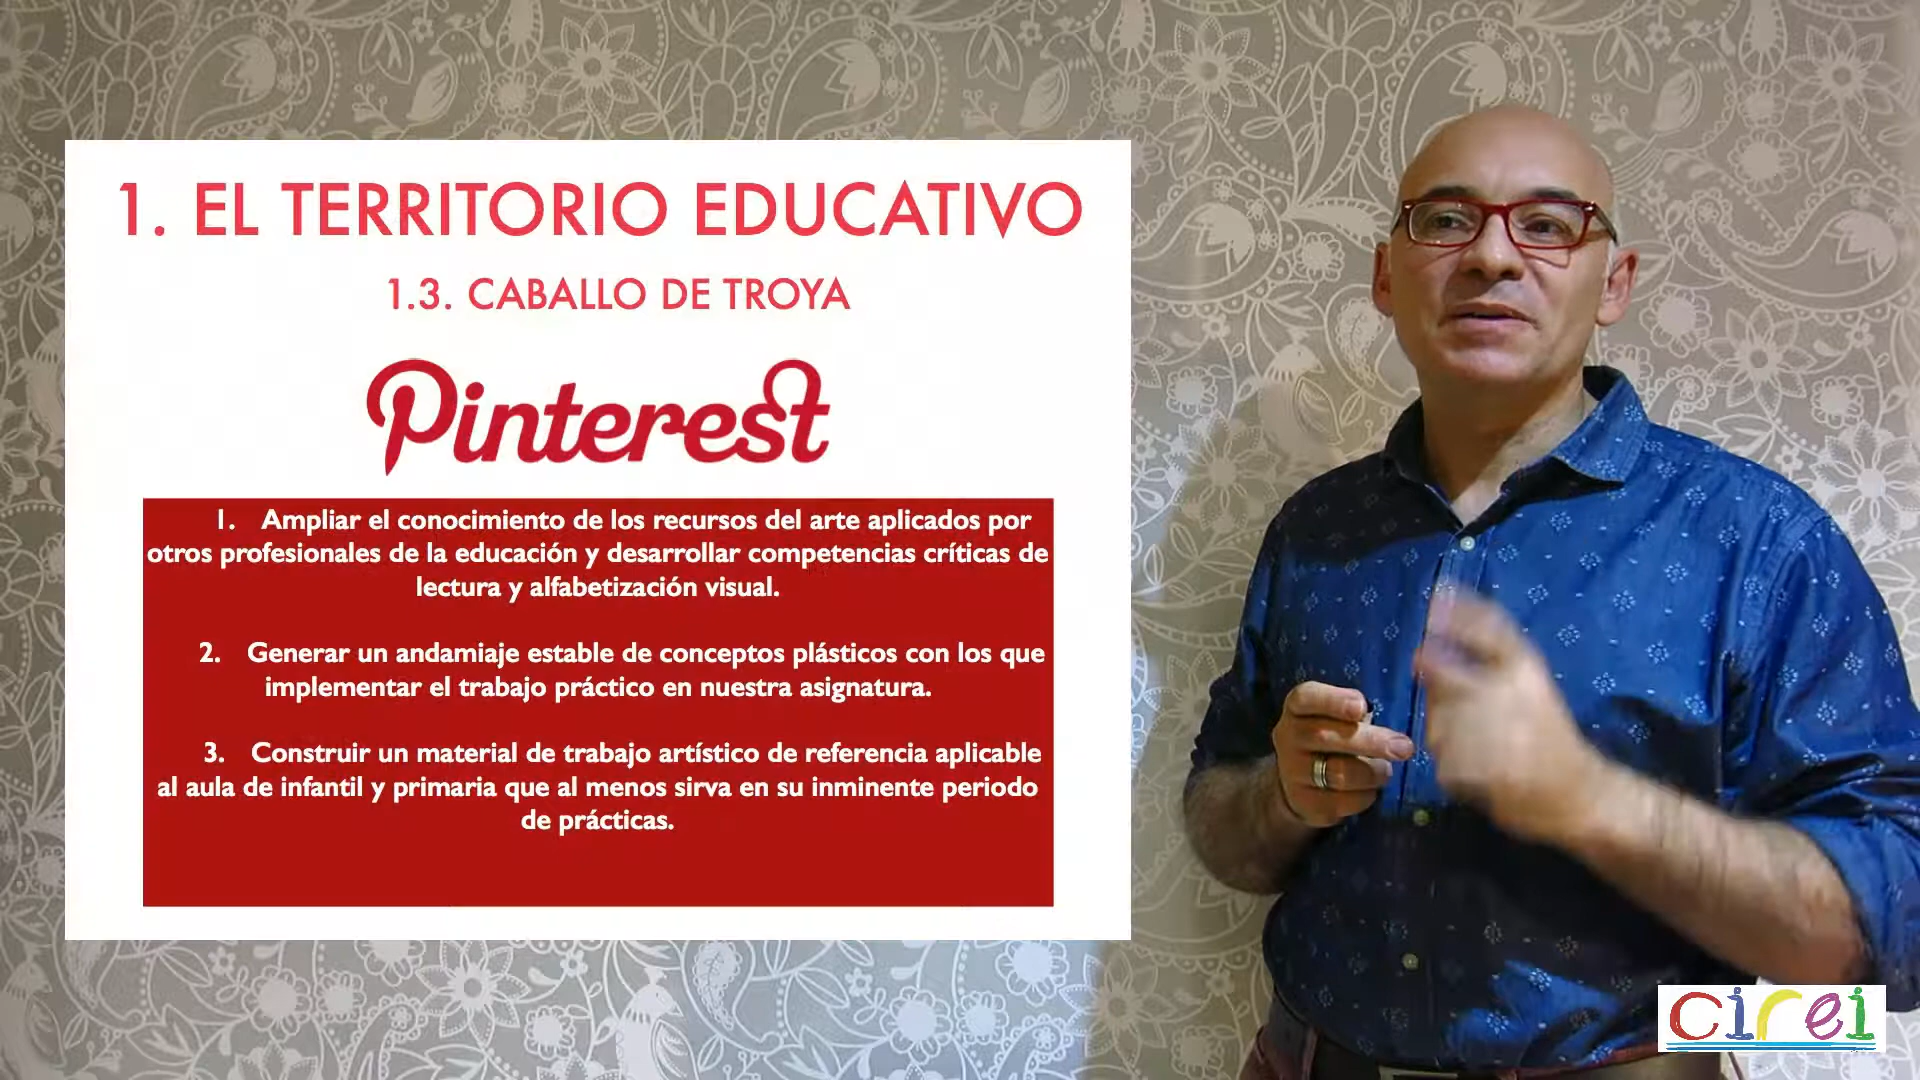 1. EL TERRITORIO EDUCATIVO
1.3. CABALLO DE TROYA
Pinterest
1. Ampliar el conocimiento de los recursos del arte aplicados por
otros profesionales de la educación y desarrollar competencias críticas de
lectura y alfabetización visual.
2. Generar un andamiaje estable de conceptos plásticos con los que
implementar el trabajo práctico en nuestra asignatura.
3. Construir un material de trabajo artístico de referencia aplicable
al aula de infantil y primaria que al menos sirva en su inminente periodo
de prácticas.
cirei